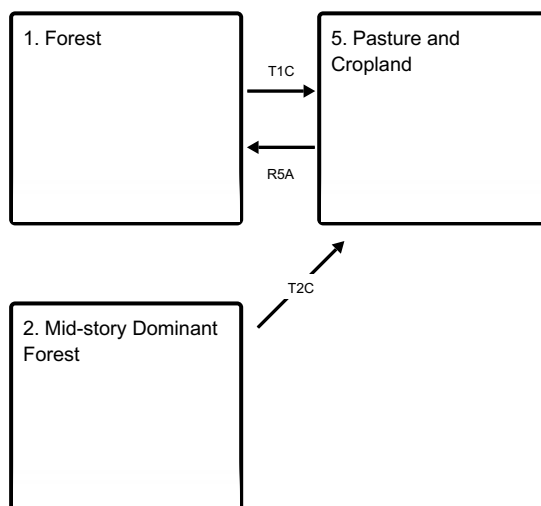 1. Forest
5. Pasture and
Cropland
T1C
R5A
T2C
2. Mid-story Dominant
Forest